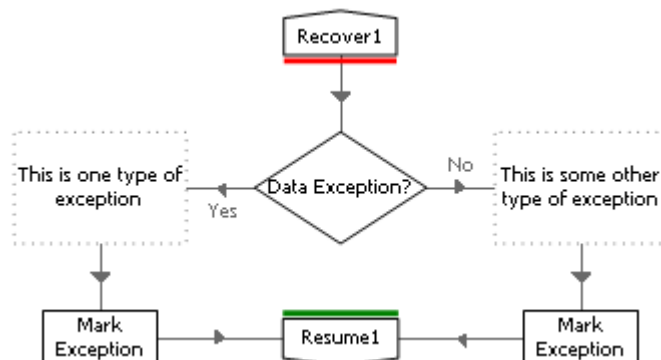 Recover1
This is one type of
exception
Data Exception?
Yes
No
This is some other
type of exception
Mark
Exception
Resume1
Mark
Exception